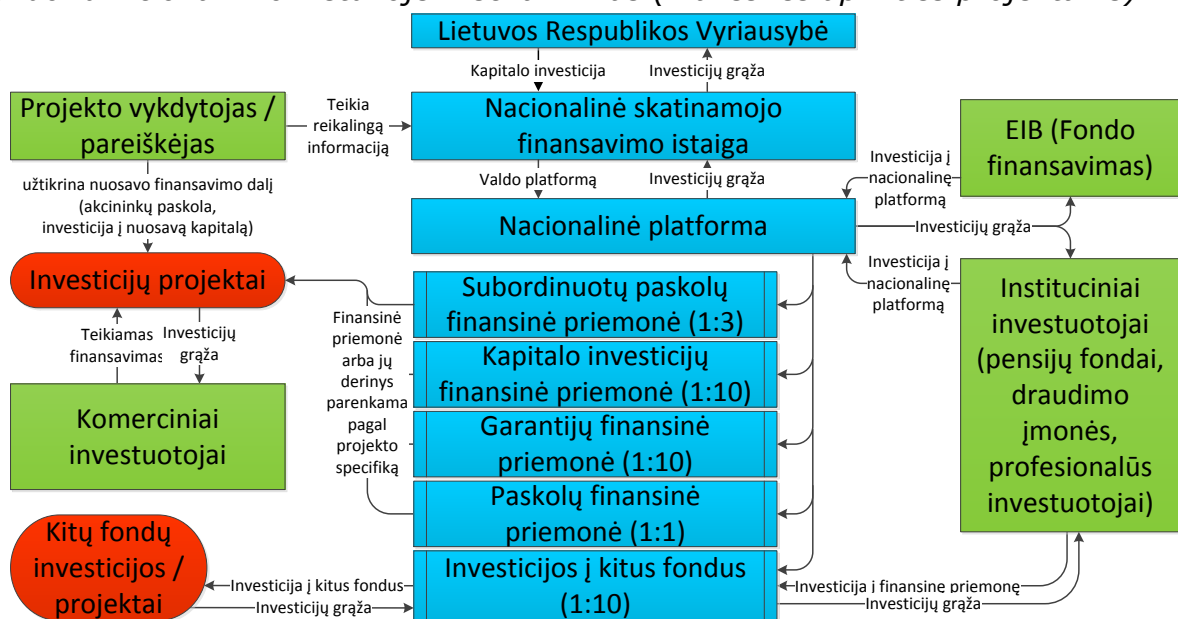 Lietuvos Respublikos Vyriausybė
Kapitalo investicija
Investicijų grąža
Projekto vykdytojas /
pareiškėjas
Teikia
reikalingą
informaciją
Nacionalinė skatinamojo
finansavimo istaiga
EIB (Fondo
finansavimas)
Investicija į
nacionalinę
platformą
Valdo platformą
Investicijų grąža
užtikrina nuosavo finansavimo dalį
(akcininkų paskola,
investicija į nuosavą kapitalą)
Nacionalinė platforma
Investicijų grąža
Investicija į
nacionalinę
platformą
Investicijų projektai
Subordinuotų paskolų
finansinė priemonė (1:3)
Instituciniai
investuotojai
(pensijų fondai,
draudimo
įmonės,
profesionalūs
investuotojai)
Teikiamas
finansavimas
Investicijų
grąža
Finansinė
priemonė
arba jų
derinys
parenkama
pagal
projekto
specifiką
Kapitalo investicijų
finansinė priemonė (1:10)
Komerciniai
investuotojai
Garantijų finansinė
priemonė (1:10)
Paskolų finansinė
priemonė (1:1)
Kitų fondų
investicijos /
projektai
Investicija į kitus fondus
Investicijų grąža
Investicijos į kitus fondus
(1:10)
Investicija į finansinę priemonę
Investicijų grąža